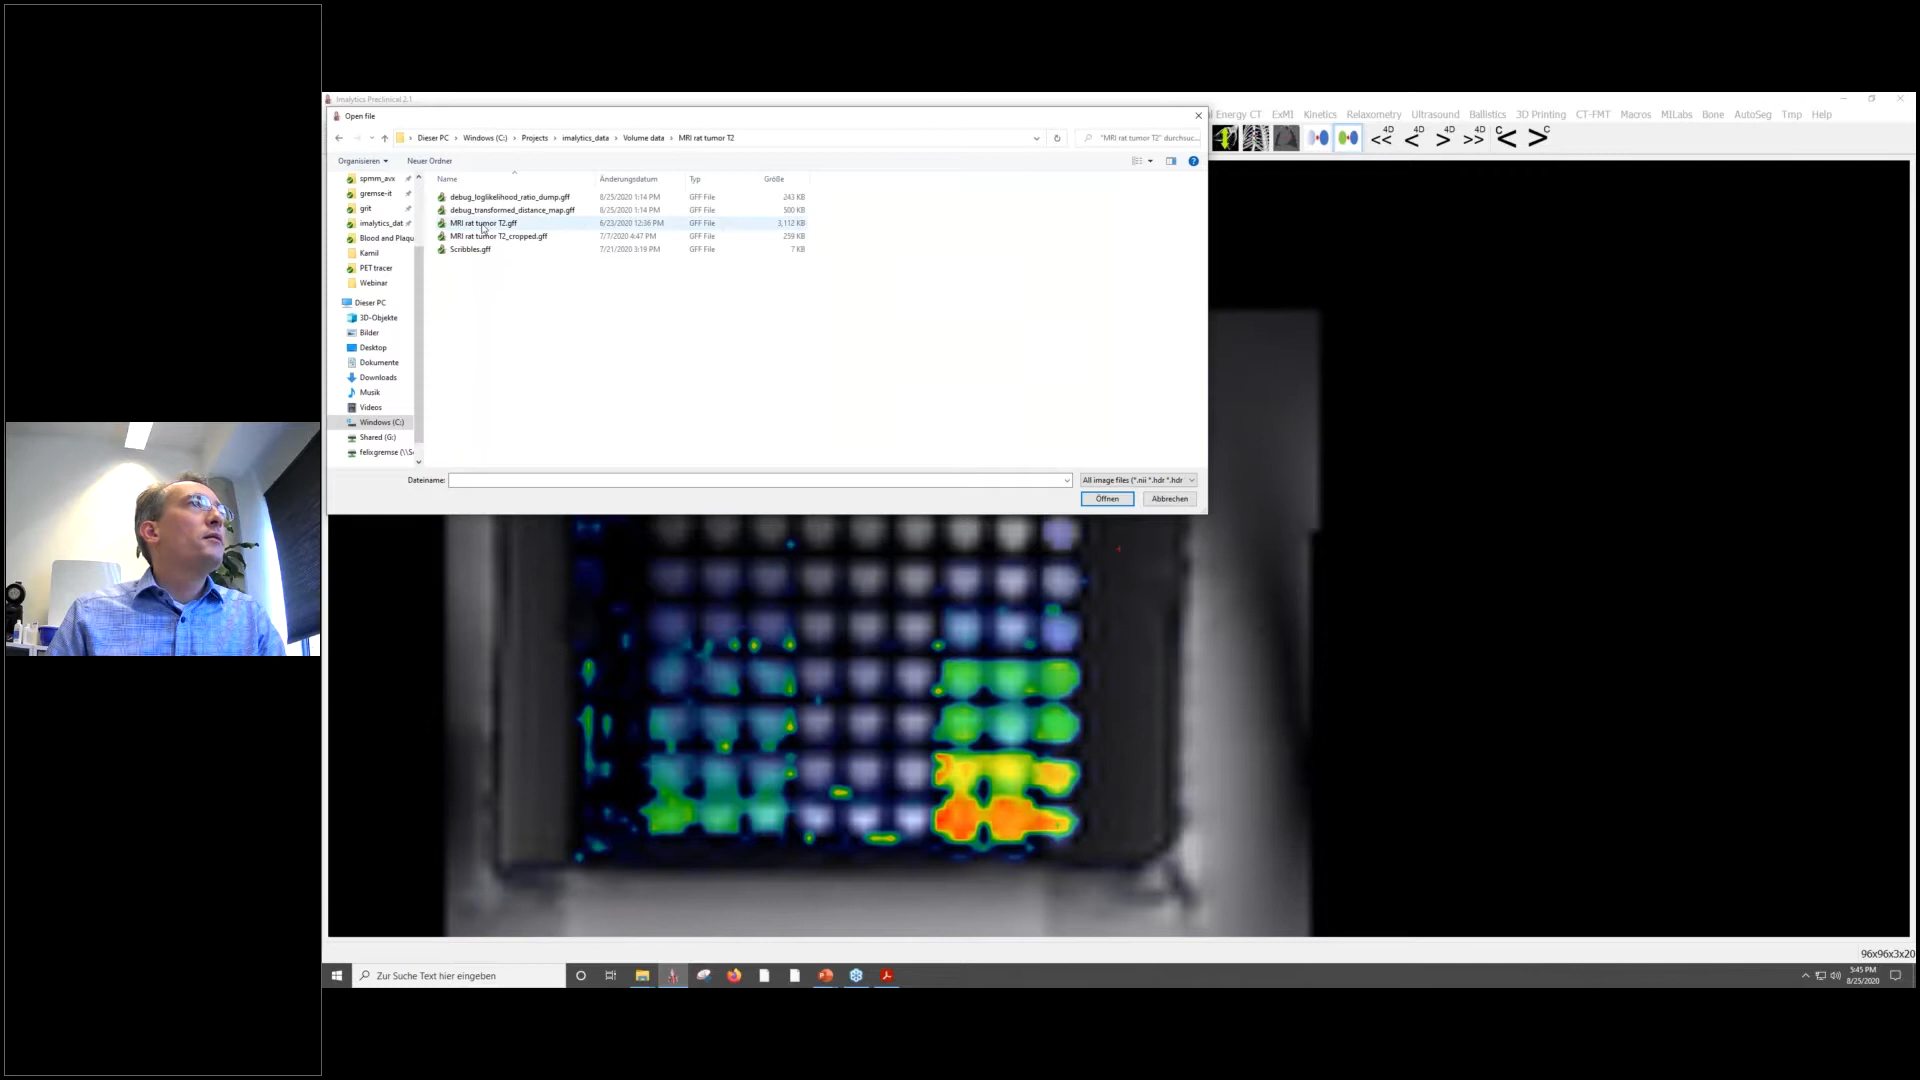 Imalytics Preclinical 2.1
Open file
Energy CT ExMI Kinetics Relaxometry Ultrasound Ballistics 3D Printing CT-FMT Macros MILabs Bone AutoSeg Tmp Help
Dieser PC > Windows (C:) > Projects > imalytics_data > Volume data > MRI rat tumor T2
"MRI rat tumor T2" durchsuc...
4D 4D 4D 4D C C
<< < > >> < >
Organisieren Neuer Ordner
Name Änderungsdatum Typ Größe
debug_loglikelihood_ratio_dump.gff 8/25/2020 1:14 PM GFF File 243 KB
debug_transformed_distance_map.gff 8/25/2020 1:14 PM GFF File 500 KB
MRI rat tumor T2.gff 6/23/2020 12:36 PM GFF File 3,112 KB
MRI rat tumor T2_cropped.gff 7/7/2020 4:47 PM GFF File 259 KB
Scribbles.gff 7/21/2020 3:19 PM GFF File 7 KB
spmm_avx
gremse-it
grit
imalytics_dat
Blood and Plaqu
Kamil
PET tracer
Webinar
Dieser PC
3D-Objekte
Bilder
Desktop
Dokumente
Downloads
Musik
Videos
Windows (C:)
Shared (G:)
felix.gremse (\\S
Dateiname:
All image files (*.nii *.hdr *.hdr
Öffnen Abbrechen
96x96x3x20
Zur Suche Text hier eingeben
5:45 PM
8/25/2020